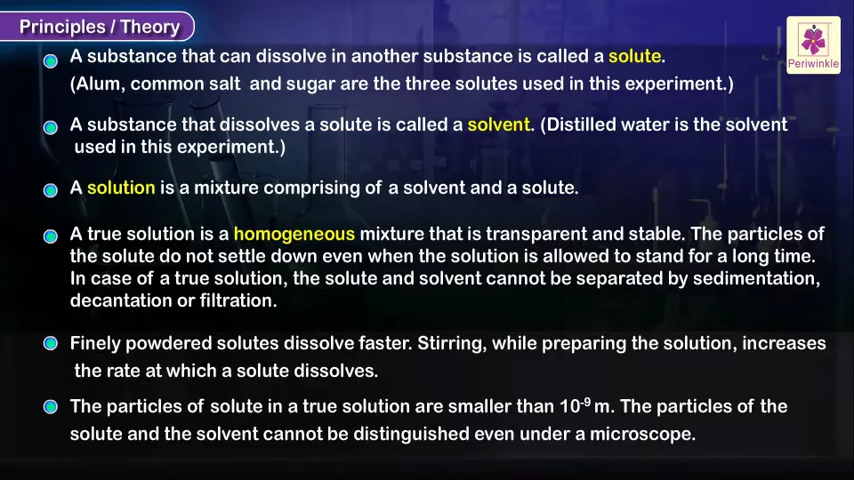 Principles / Theory
Periwinkle
A substance that can dissolve in another substance is called a solute.
(Alum, common salt and sugar are the three solutes used in this experiment.)
A substance that dissolves a solute is called a solvent. (Distilled water is the solvent
used in this experiment.)
A solution is a mixture comprising of a solvent and a solute.
A true solution is a homogeneous mixture that is transparent and stable. The particles of
the solute do not settle down even when the solution is allowed to stand for a long time.
In case of a true solution, the solute and solvent cannot be separated by sedimentation,
decantation or filtration.
Finely powdered solutes dissolve faster. Stirring, while preparing the solution, increases
the rate at which a solute dissolves.
The particles of solute in a true solution are smaller than 10⁻⁹ m. The particles of the
solute and the solvent cannot be distinguished even under a microscope.